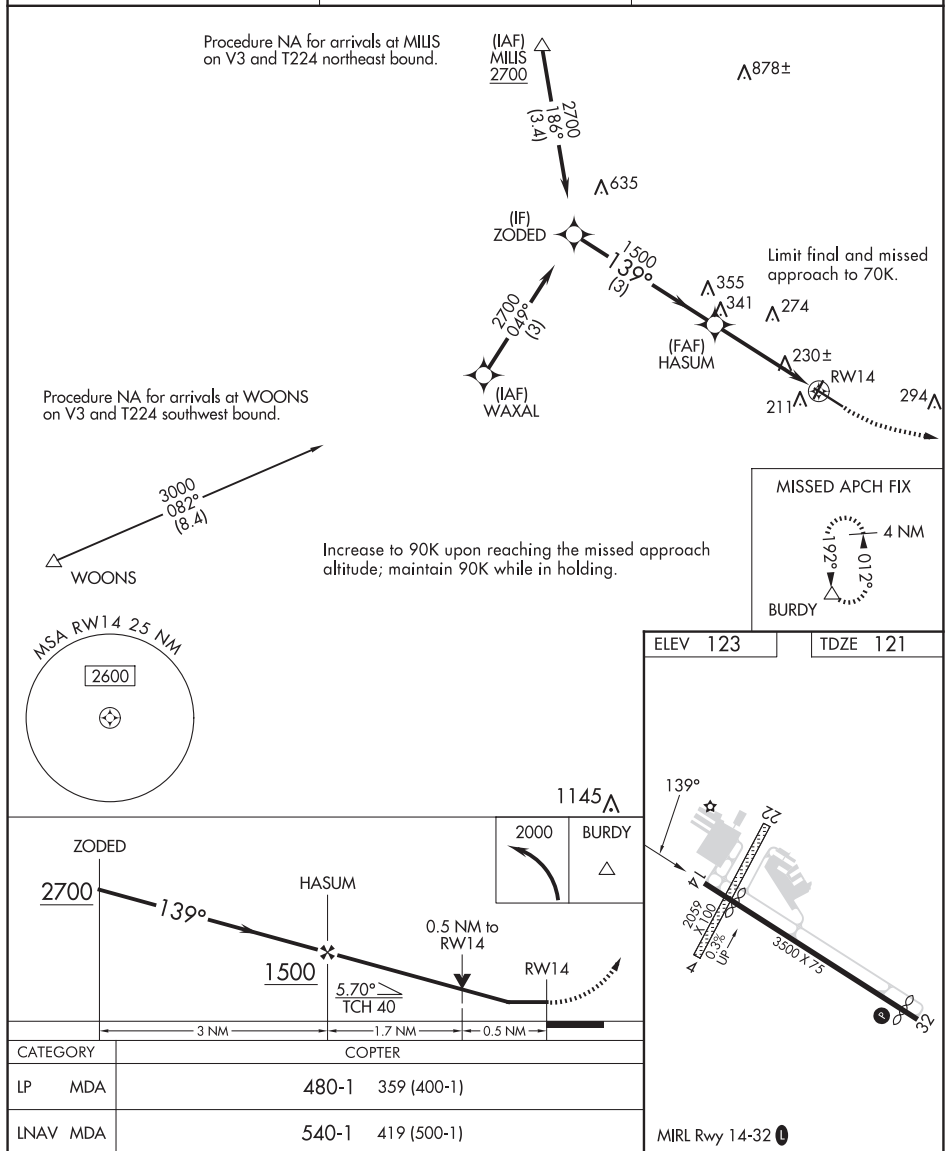 Procedure NA for arrivals at MILIS
on V3 and T224 northeast bound.
(IAF)
MILIS
2700
878±
2700
186°
(3.4)
635
(IF)
ZODED
1500
139°
(3)
Limit final and missed
approach to 70K.
355
341
274
2700
049°
(3)
(FAF)
HASUM
230±
RW14
(IAF)
WAXAL
211
294
Procedure NA for arrivals at WOONS
on V3 and T224 southwest bound.
3000
082°
(8.4)
WOONS
MISSED APCH FIX
4 NM
192°
012°
BURDY
Increase to 90K upon reaching the missed approach
altitude; maintain 90K while in holding.
MSA RW14 25 NM
2600
1145
ELEV 123
TDZE 121
139°
22
14
2059
X 100
0.3%
UP
4
3500 X 75
P
32
MIRL Rwy 14-32 L
ZODED
2700
139°
HASUM
1500
5.70°
TCH 40
0.5 NM to
RW14
RW14
2000
BURDY
3 NM
1.7 NM
0.5 NM
CATEGORY
COPTER
LP MDA
480-1 359 (400-1)
LNAV MDA
540-1 419 (500-1)